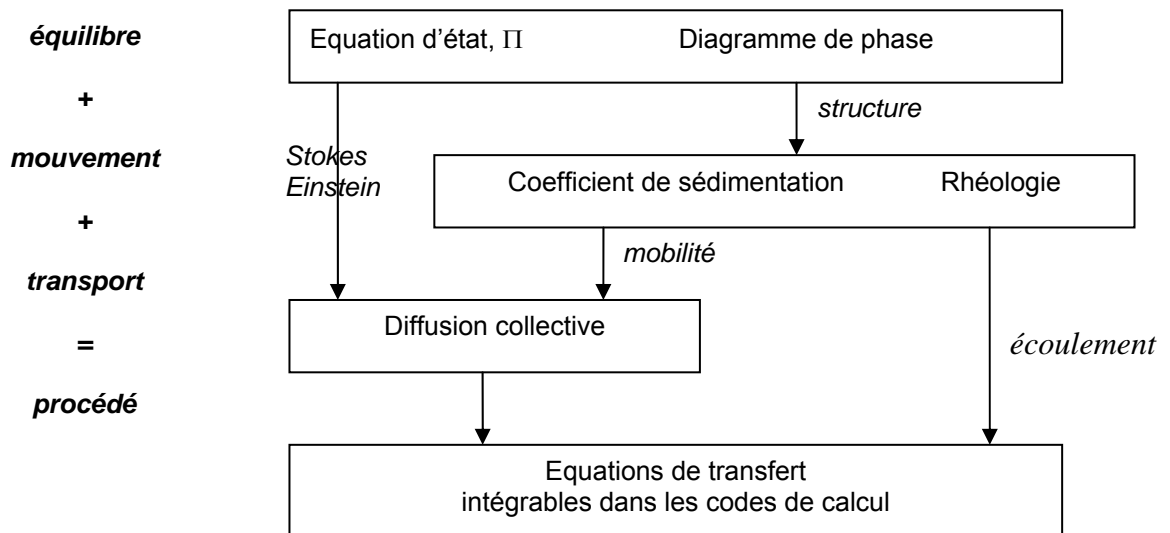 équilibre
+
mouvement
+
transport
=
procédé
Equation d'état, Π
Diagramme de phase
structure
Stokes
Einstein
Coefficient de sédimentation
Rhéologie
mobilité
Diffusion collective
écoulement
Equations de transfert
intégrables dans les codes de calcul